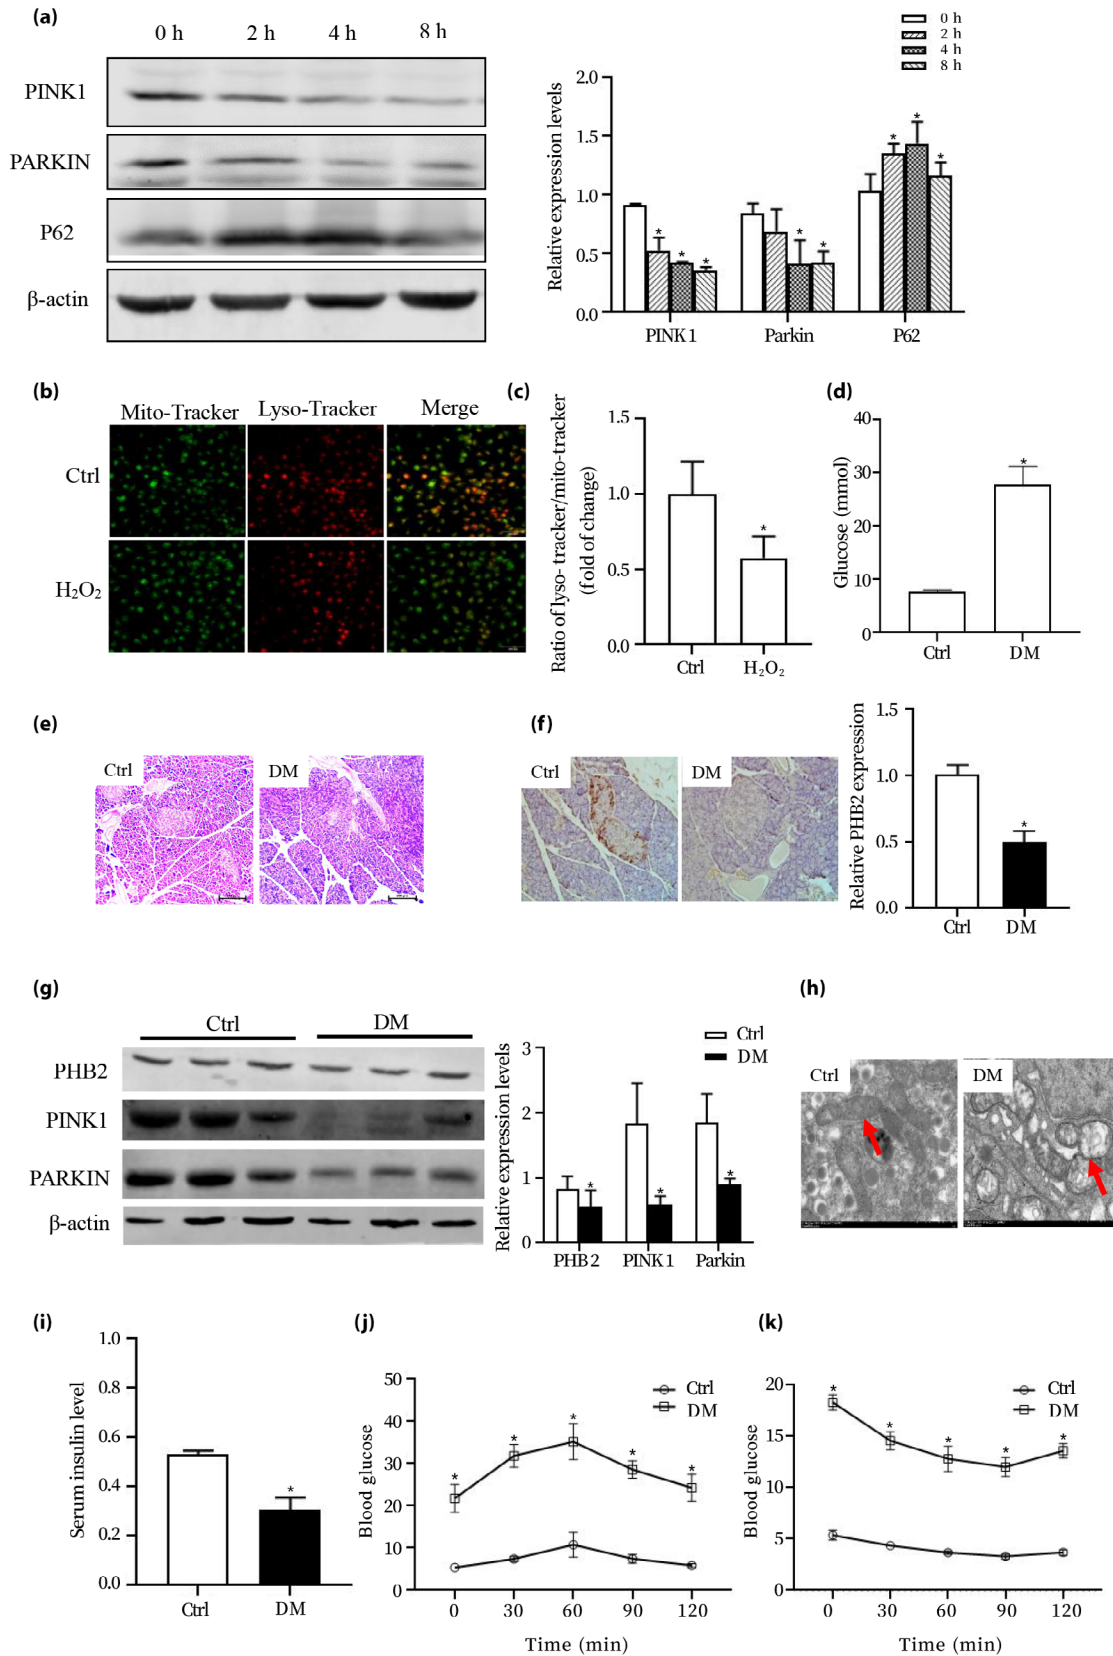 (a)
0 h 2 h 4 h 8 h
PINK1
PARKIN
P62
β-actin
0 h
2 h
4 h
8 h
Relative expression levels
2.0
1.5
1.0
0.5
0.0
* * * * * * * *
PINK1 Parkin P62
(b)
Mito-Tracker Lyso-Tracker Merge
Ctrl
H₂O₂
(c)
Ratio of lyso- tracker/mito-tracker
(fold of change)
1.5
1.0
0.5
0.0
*
Ctrl H₂O₂
(d)
Glucose (mmol)
40
30
20
10
0
*
Ctrl DM
(e)
Ctrl DM
(f)
Ctrl DM
Relative PHB2 expression
1.5
1.0
0.5
0.0
*
Ctrl DM
(g)
Ctrl DM
PHB2
PINK1
PARKIN
β-actin
Ctrl
DM
Relative expression levels
3
2
1
0
* * *
PHB2 PINK1 Parkin
(h)
Ctrl DM
(i)
Serum insulin level
1.0
0.8
0.6
0.4
0.2
0.0
*
Ctrl DM
(j)
Blood glucose
50
40
30
20
10
0
Ctrl
DM
* * * * *
0 30 60 90 120
Time (min)
(k)
Blood glucose
20
15
10
5
0
Ctrl
DM
* * * * *
0 30 60 90 120
Time (min)